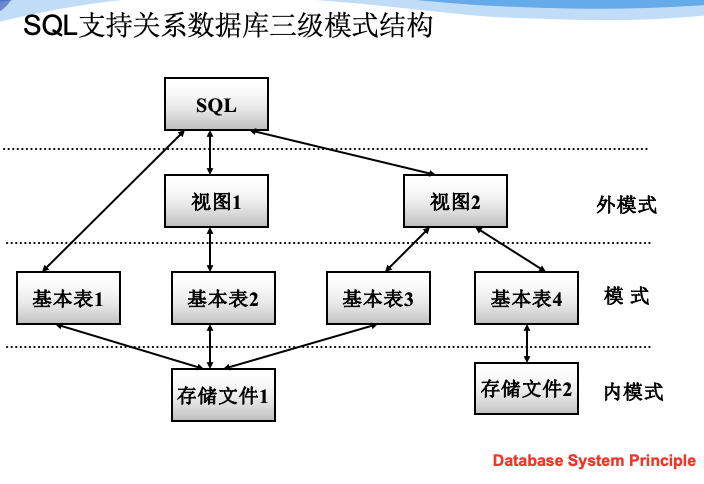 SQL支持关系数据库三级模式结构
SQL
视图1
视图2
外模式
基本表1
基本表2
基本表3
基本表4
模 式
存储文件1
存储文件2
内模式
Database System Principle